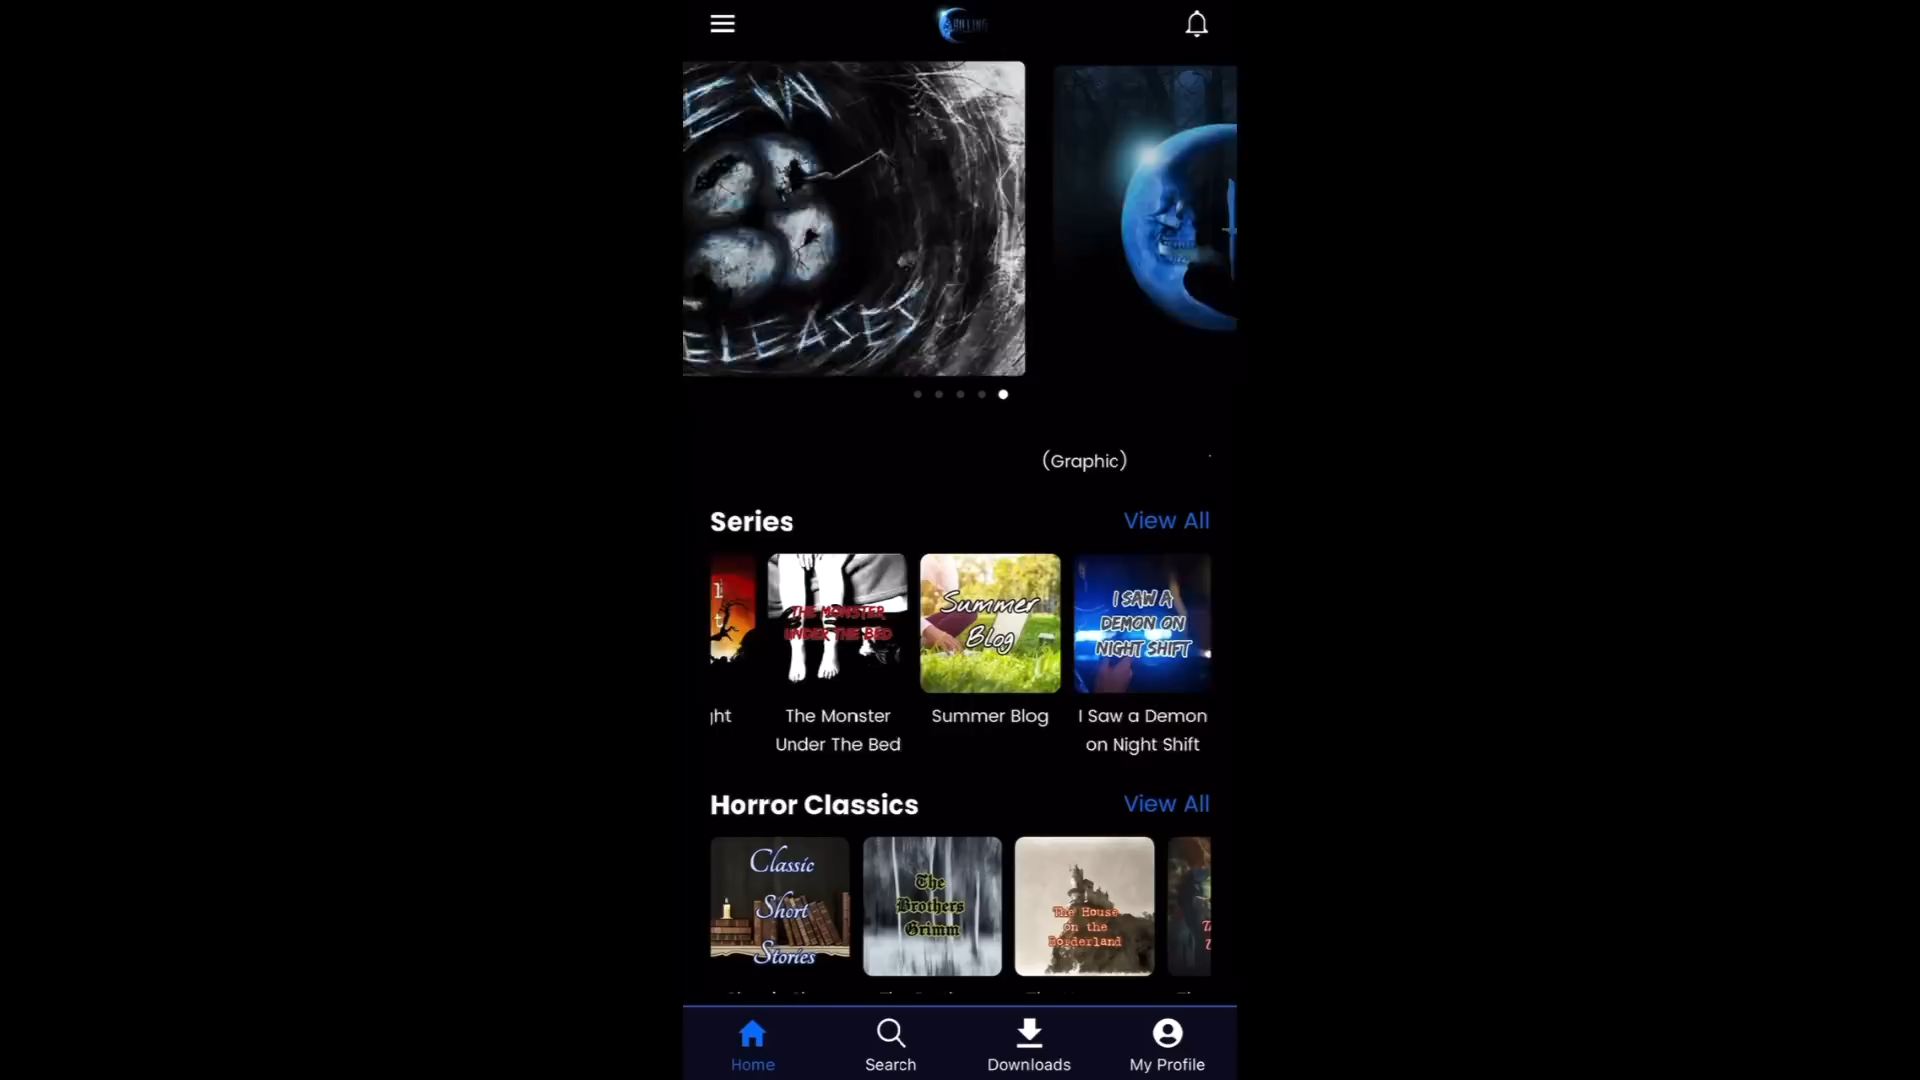 (Graphic)
Series
View All
THE MONSTER
UNDER THE BED
Summer
Blog
I SAW A
DEMON ON
NIGHT SHIFT
ght
The Monster
Under The Bed
Summer Blog
I Saw a Demon
on Night Shift
Horror Classics
View All
Classic
Short
Stories
The
Brothers
Grimm
The House
on the
Borderland
Home
Search
Downloads
My Profile